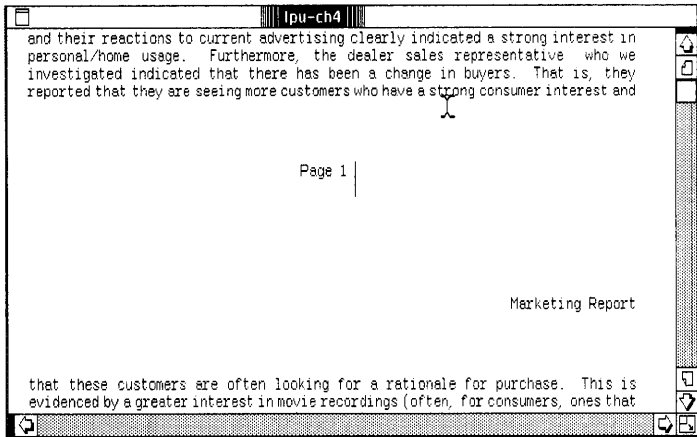 lpu-ch4
and their reactions to current advertising clearly indicated a strong interest in
personal/home usage. Furthermore, the dealer sales representative who we
investigated indicated that there has been a change in buyers. That is, they
reported that they are seeing more customers who have a strong consumer interest and
Page 1
Marketing Report
that these customers are often looking for a rationale for purchase. This is
evidenced by a greater interest in movie recordings (often, for consumers, ones that